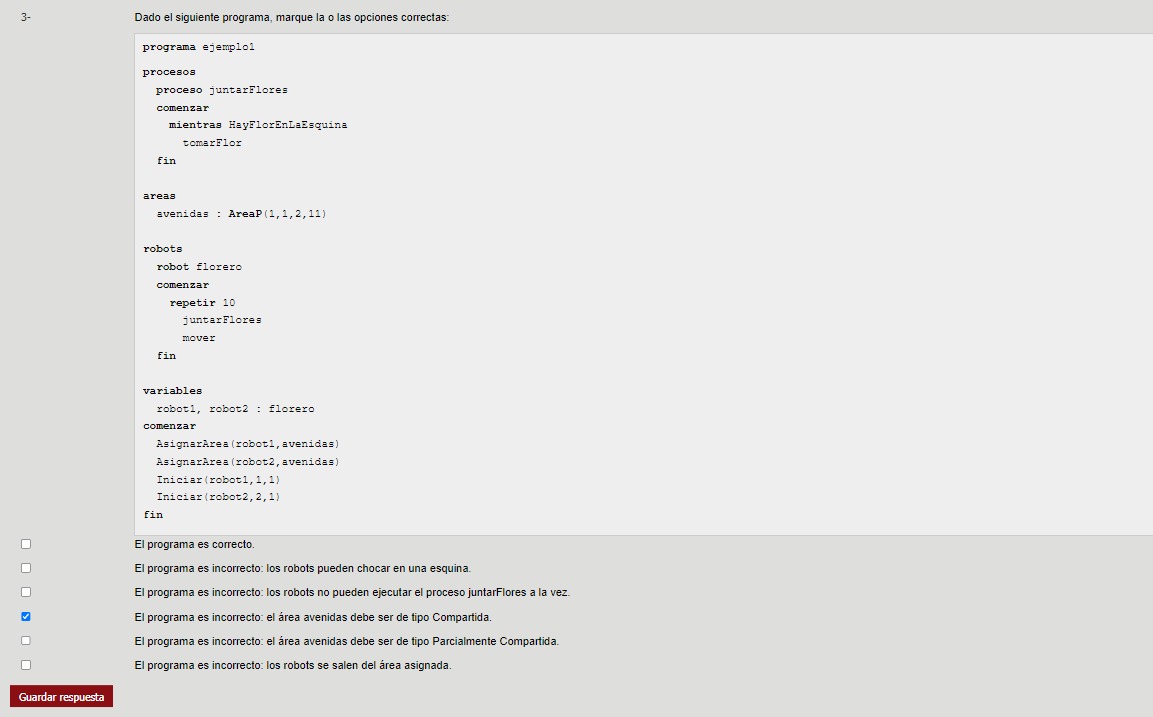 3-
Dado el siguiente programa, marque la o las opciones correctas:
programa ejemplo1
procesos
proceso juntarFlores
comenzar
mientras HayFlorEnLaEsquina
tomarFlor
fin
areas
avenidas : AreaP(1,1,2,11)
robots
robot florero
comenzar
repetir 10
juntarFlores
mover
fin
variables
robot1, robot2 : florero
comenzar
AsignarArea(robot1,avenidas)
AsignarArea(robot2,avenidas)
Iniciar(robot1,1,1)
Iniciar(robot2,2,1)
fin
El programa es correcto.
El programa es incorrecto: los robots pueden chocar en una esquina.
El programa es incorrecto: los robots no pueden ejecutar el proceso juntarFlores a la vez.
El programa es incorrecto: el área avenidas debe ser de tipo Compartida.
El programa es incorrecto: el área avenidas debe ser de tipo Parcialmente Compartida.
El programa es incorrecto: los robots se salen del área asignada.
Guardar respuesta